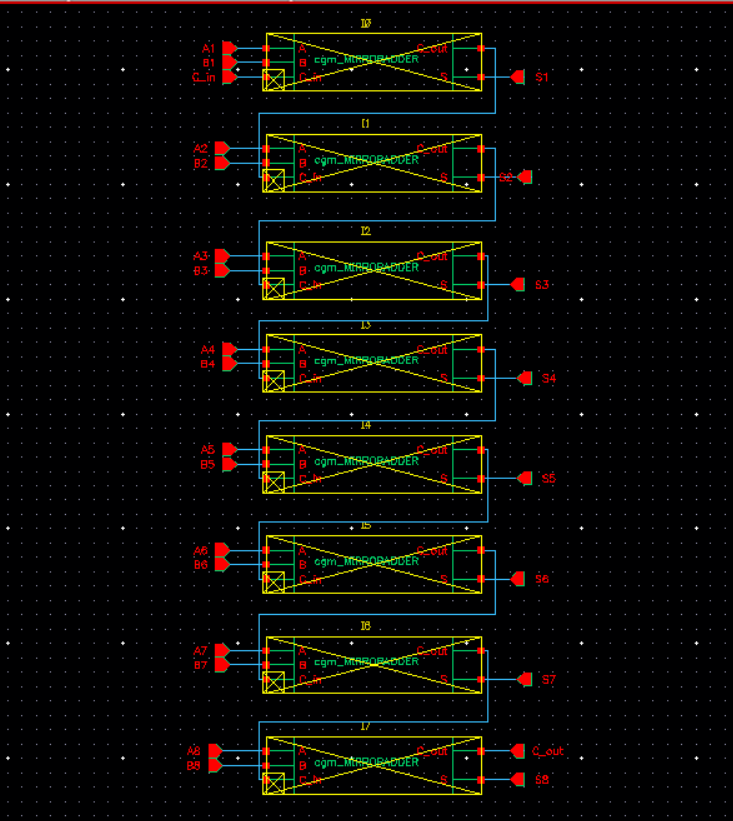 I0
A1 A C_out
B1 B cgm_MIRRORADDER
C_in C_in S S1
I1
A2 A C_out
B2 B cgm_MIRRORADDER
C_in S S2
I2
A3 A C_out
B3 B cgm_MIRRORADDER
C_in S S3
I3
A4 A C_out
B4 B cgm_MIRRORADDER
C_in S S4
I4
A5 A C_out
B5 B cgm_MIRRORADDER
C_in S S5
I5
A6 A C_out
B6 B cgm_MIRRORADDER
C_in S S6
I6
A7 A C_out
B7 B cgm_MIRRORADDER
C_in S S7
I7
A8 A C_out C_out
B8 B cgm_MIRRORADDER
C_in S S8